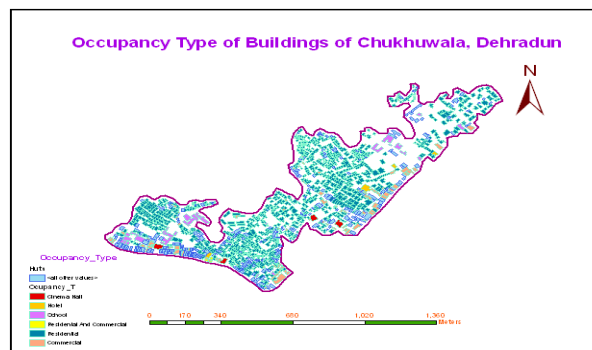 Occupancy Type of Buildings of Chukhuwala, Dehradun
N
Occupancy_Type
Huts
<all other values>
Ocupancy_T
Cinema Hall
Hotel
School
Residential And Commercial
Residential
Commercial
0 170 340 680 1,020 1,360
Meters